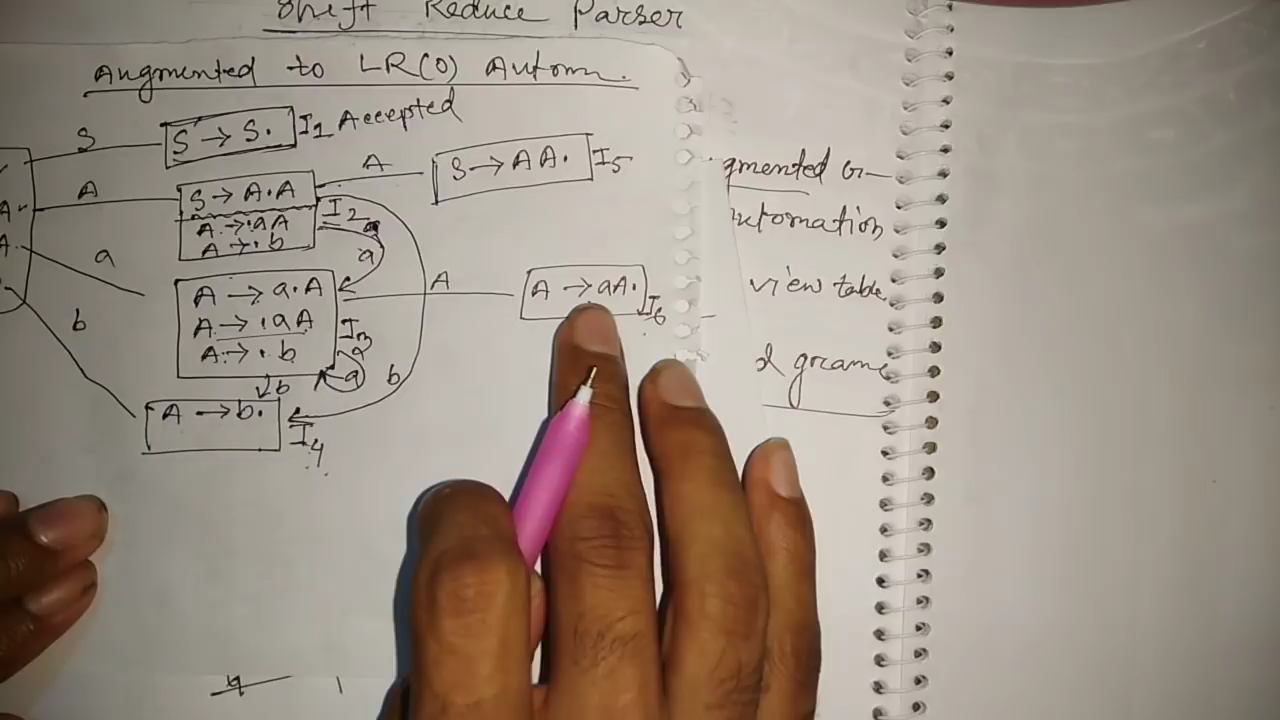 Shift Reduce Parser
Augmented to LR(0) Autom.
S
S' → S.
I1 Accepted
A
S → A.A
A → .aA
A → .b
I2
A
S → AA.
I5
a
a
A → a.A
A → .aA
A → .b
I3
A
A → aA.
I6
b
b
a
b
A → b.
I4
A.
A.
gmented Gr
utomation
view table
d grame